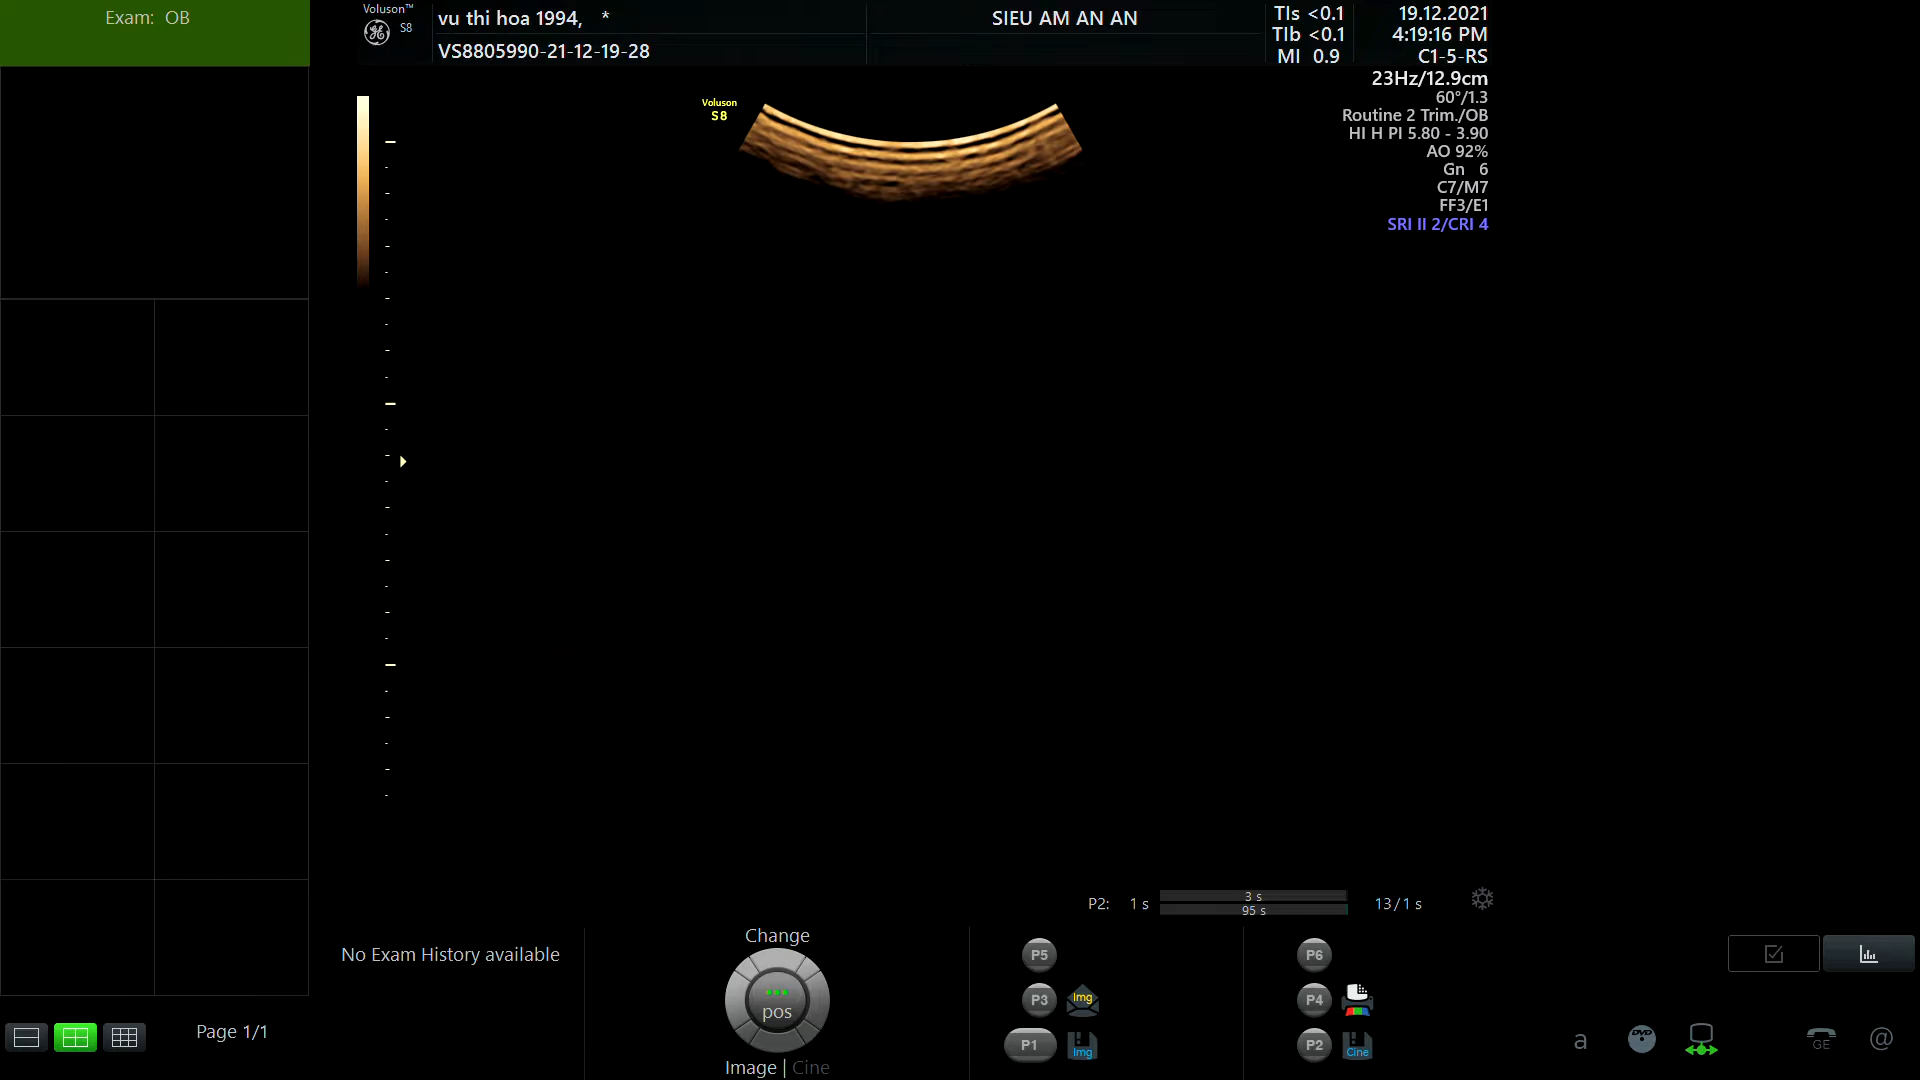 Exam: OB
Voluson™
S8
vu thi hoa 1994, *
VS8805990-21-12-19-28
SIEU AM AN AN
TIs <0.1
TIb <0.1
MI 0.9
19.12.2021
4:19:16 PM
C1-5-RS
23Hz/12.9cm
60°/1.3
Routine 2 Trim./OB
HI H PI 5.80 - 3.90
AO 92%
Gn 6
C7/M7
FF3/E1
SRI II 2/CRI 4
Voluson
S8
P2: 1 s
3 s
95 s
13/1 s
No Exam History available
Change
pos
Image | Cine
P5
P3
Img
P1
Img
P6
P4
P2
Cine
Page 1/1
a
DVD
GE
@